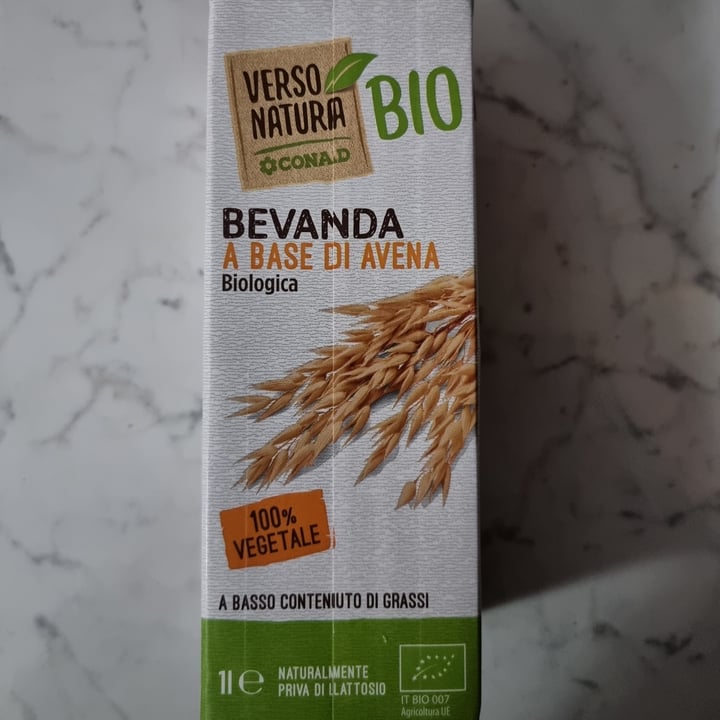 VERSO
NATURA
BIO
CONAD
BEVANDA
A BASE DI AVENA
Biologica
100%
VEGETALE
A BASSO CONTENUTO DI GRASSI
1l e
NATURALMENTE
PRIVA DI LATTOSIO
IT BIO 007
Agricoltura UE